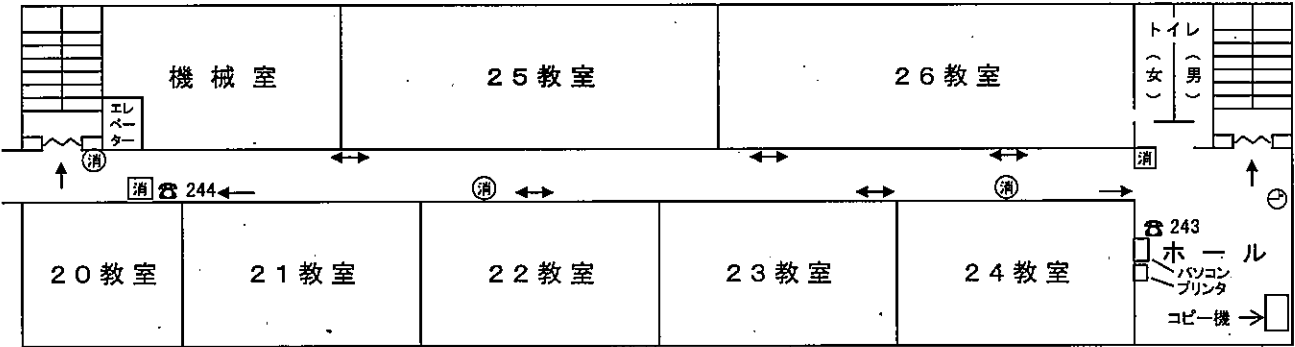 機械室
25教室
26教室
トイレ
(女)
(男)
エレベーター
消
消
消 ☎ 244
消
消
20教室
21教室
22教室
23教室
24教室
☎ 243
ホール
パソコン
プリンタ
コピー機